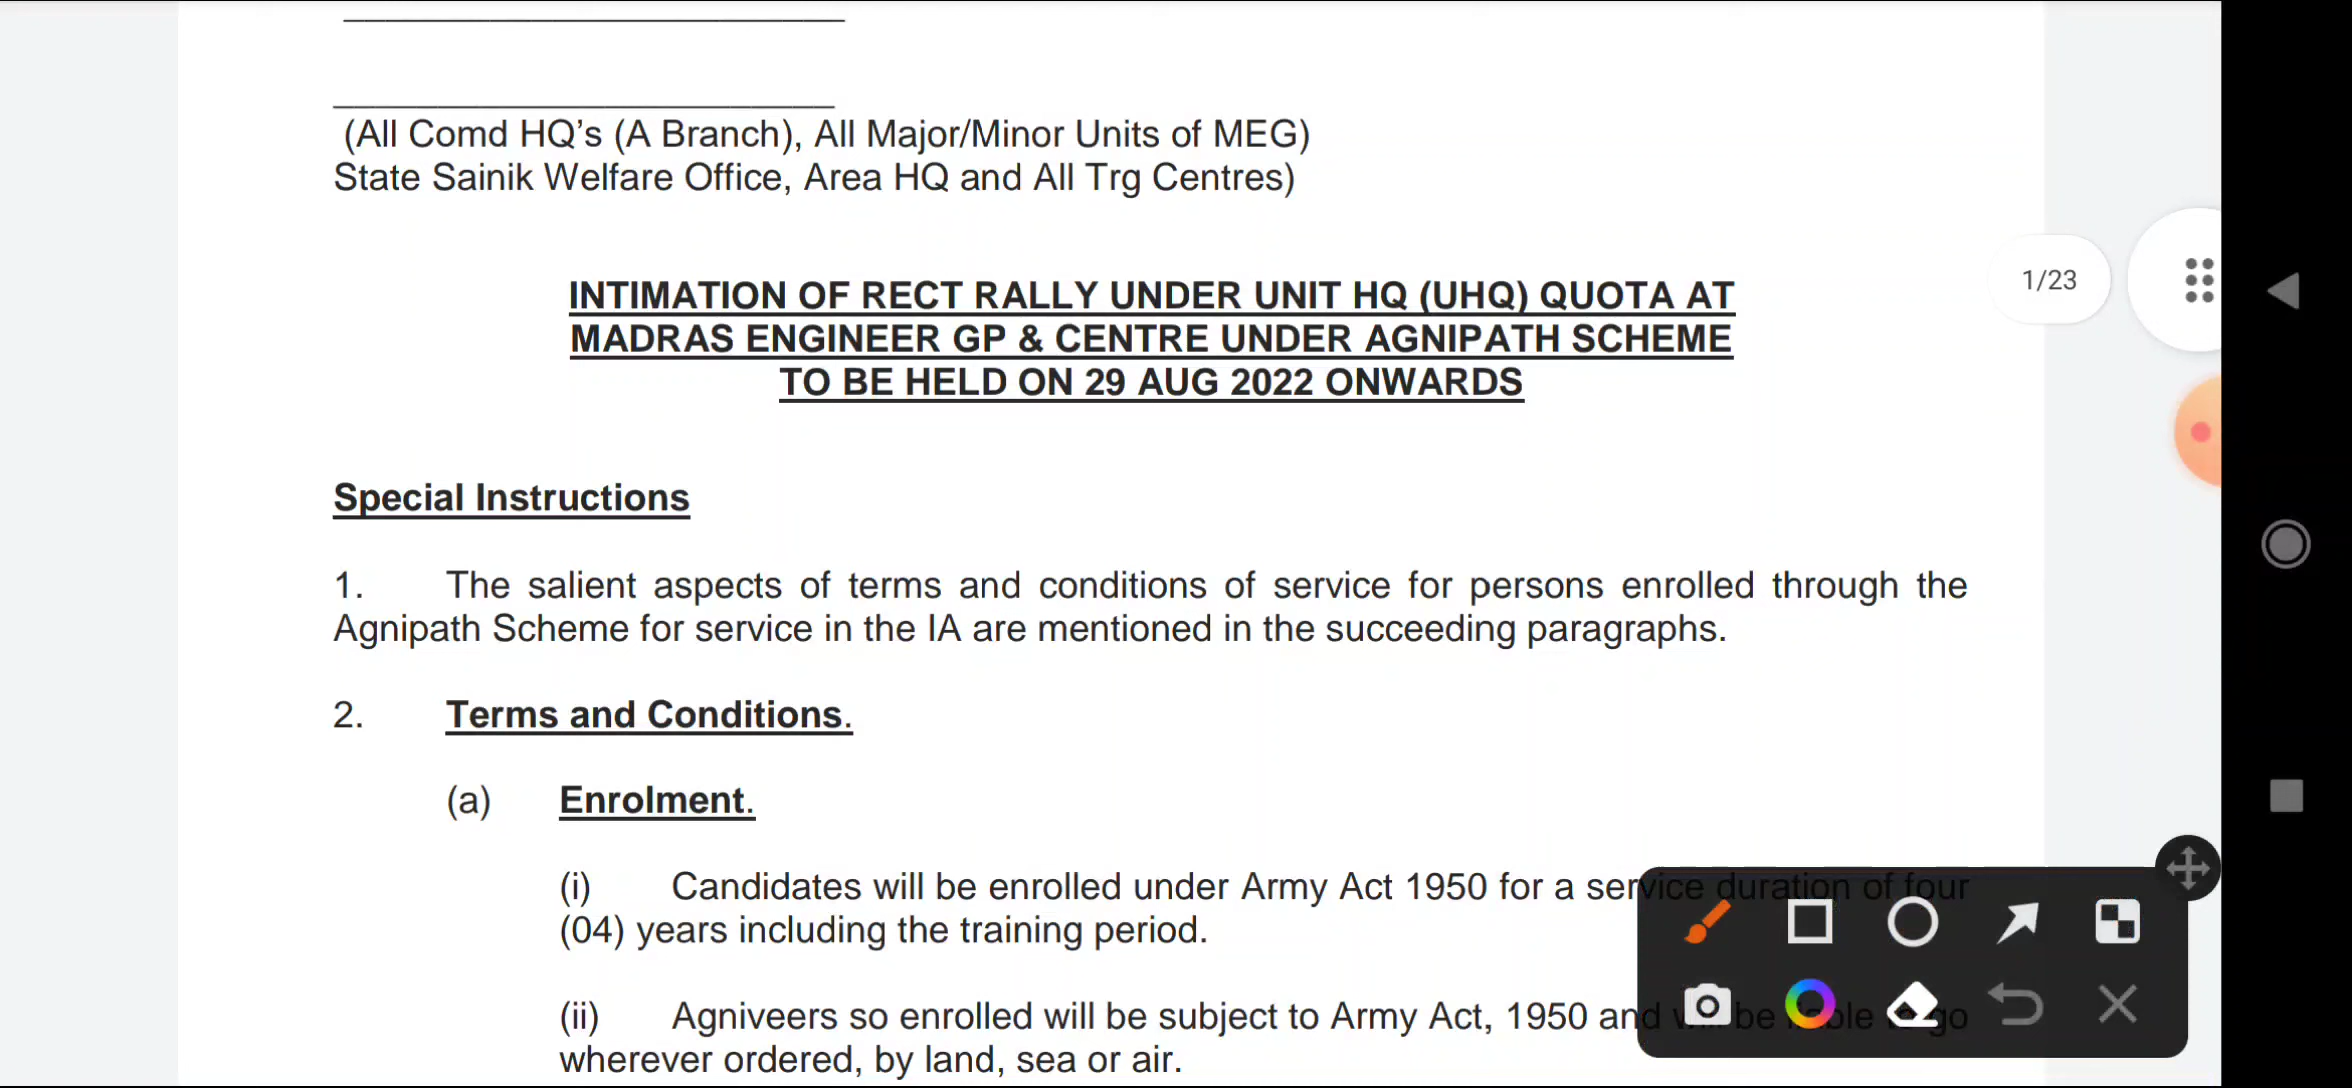 (All Comd HQ’s (A Branch), All Major/Minor Units of MEG)
State Sainik Welfare Office, Area HQ and All Trg Centres)
INTIMATION OF RECT RALLY UNDER UNIT HQ (UHQ) QUOTA AT
MADRAS ENGINEER GP & CENTRE UNDER AGNIPATH SCHEME
TO BE HELD ON 29 AUG 2022 ONWARDS
1/23
Special Instructions
1. The salient aspects of terms and conditions of service for persons enrolled through the
Agnipath Scheme for service in the IA are mentioned in the succeeding paragraphs.
2. Terms and Conditions.
(a) Enrolment.
(i) Candidates will be enrolled under Army Act 1950 for a service duration of four
(04) years including the training period.
(ii) Agniveers so enrolled will be subject to Army Act, 1950 and be go
wherever ordered, by land, sea or air.